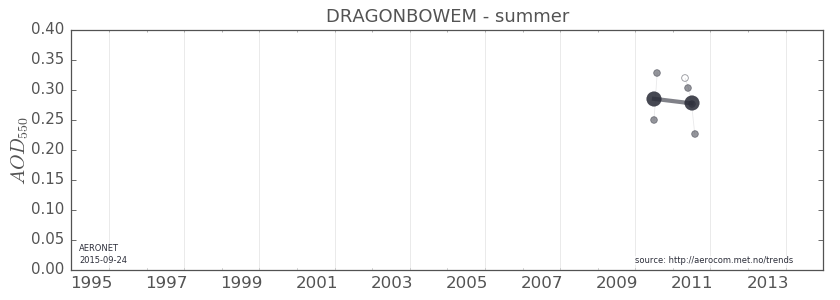 DRAGONBOWEM - summer
0.40
0.35
0.30
0.25
0.20
0.15
0.10
0.05
0.00
AOD550
AERONET
2015-09-24
source: http://aerocom.met.no/trends
1995 1997 1999 2001 2003 2005 2007 2009 2011 2013